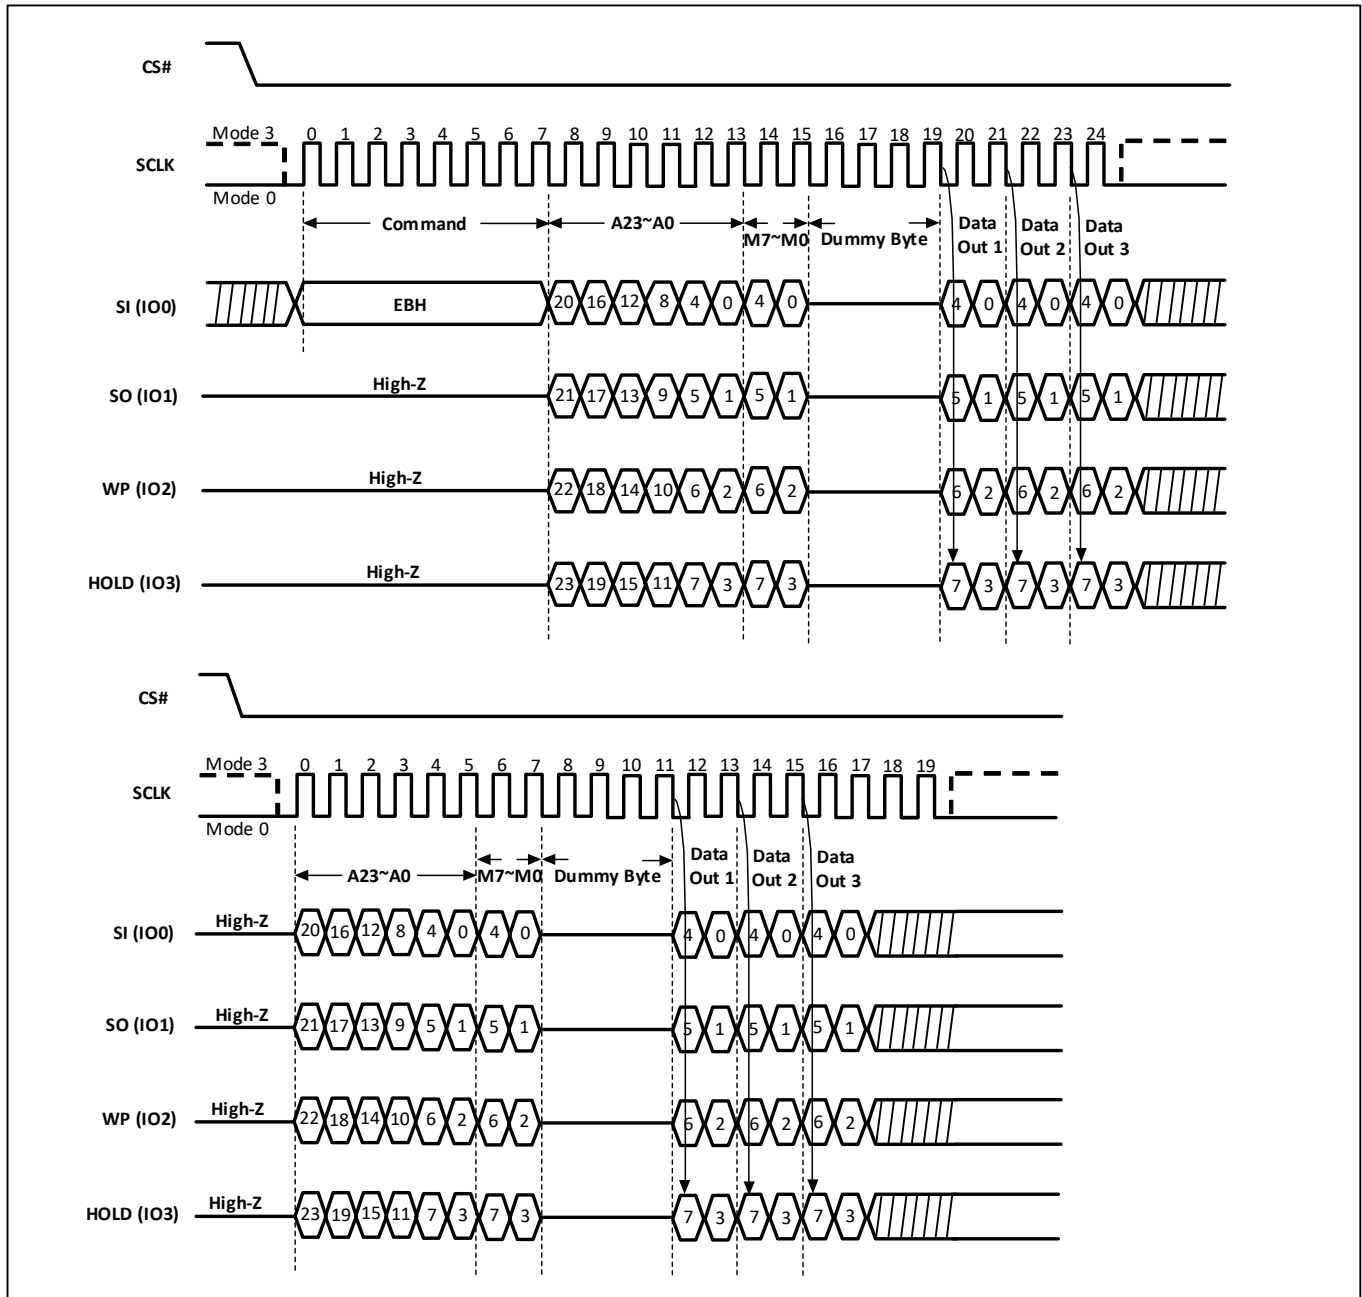 CS#
Mode 3
0 1 2 3 4 5 6 7 8 9 10 11 12 13 14 15 16 17 18 19 20 21 22 23 24
SCLK
Mode 0
Command A23~A0 M7~M0 Dummy Byte Data Out 1 Data Out 2 Data Out 3
SI (IO0) EBH 20 16 12 8 4 0 4 0 4 0 4 0 4 0
SO (IO1) High-Z 21 17 13 9 5 1 5 1 5 1 5 1 5 1
WP (IO2) High-Z 22 18 14 10 6 2 6 2 6 2 6 2 6 2
HOLD (IO3) High-Z 23 19 15 11 7 3 7 3 7 3 7 3 7 3
CS#
Mode 3
0 1 2 3 4 5 6 7 8 9 10 11 12 13 14 15 16 17 18 19
SCLK
Mode 0
A23~A0 M7~M0 Dummy Byte Data Out 1 Data Out 2 Data Out 3
SI (IO0) High-Z 20 16 12 8 4 0 4 0 4 0 4 0 4 0
SO (IO1) High-Z 21 17 13 9 5 1 5 1 5 1 5 1 5 1
WP (IO2) High-Z 22 18 14 10 6 2 6 2 6 2 6 2 6 2
HOLD (IO3) High-Z 23 19 15 11 7 3 7 3 7 3 7 3 7 3